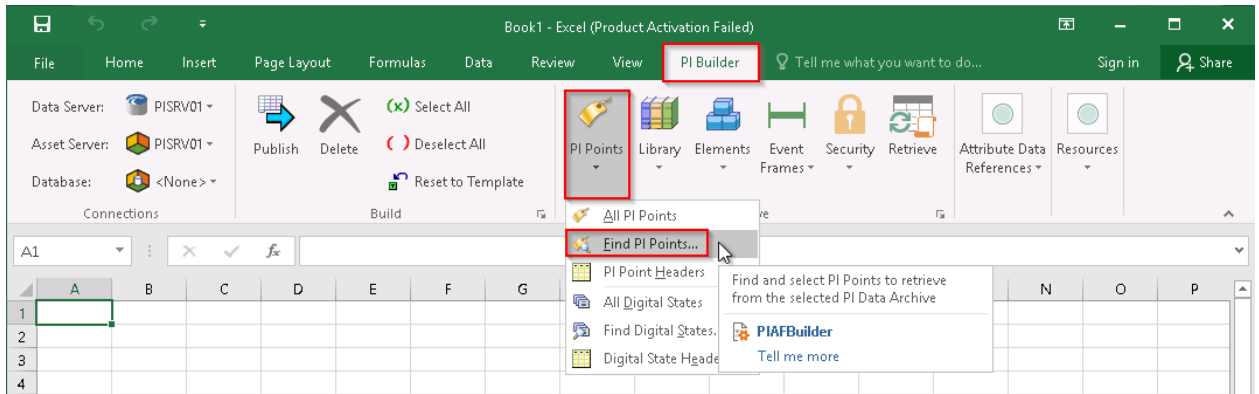 Book1 - Excel (Product Activation Failed)
File Home Insert Page Layout Formulas Data Review View PI Builder Tell me what you want to do... Sign in Share
Data Server: PISRV01
Asset Server: PISRV01
Database: <None>
Connections
Publish Delete
(x) Select All
( ) Deselect All
Reset to Template
Build
PI Points Library Elements Event Frames Security Retrieve
Attribute Data References Resources
All PI Points
Find PI Points...
PI Point Headers
All Digital States
Find Digital States.
Digital State Heade
Find and select PI Points to retrieve
from the selected PI Data Archive
PIAFBuilder
Tell me more
A1 fx
A B C D E F G N O P
1
2
3
4